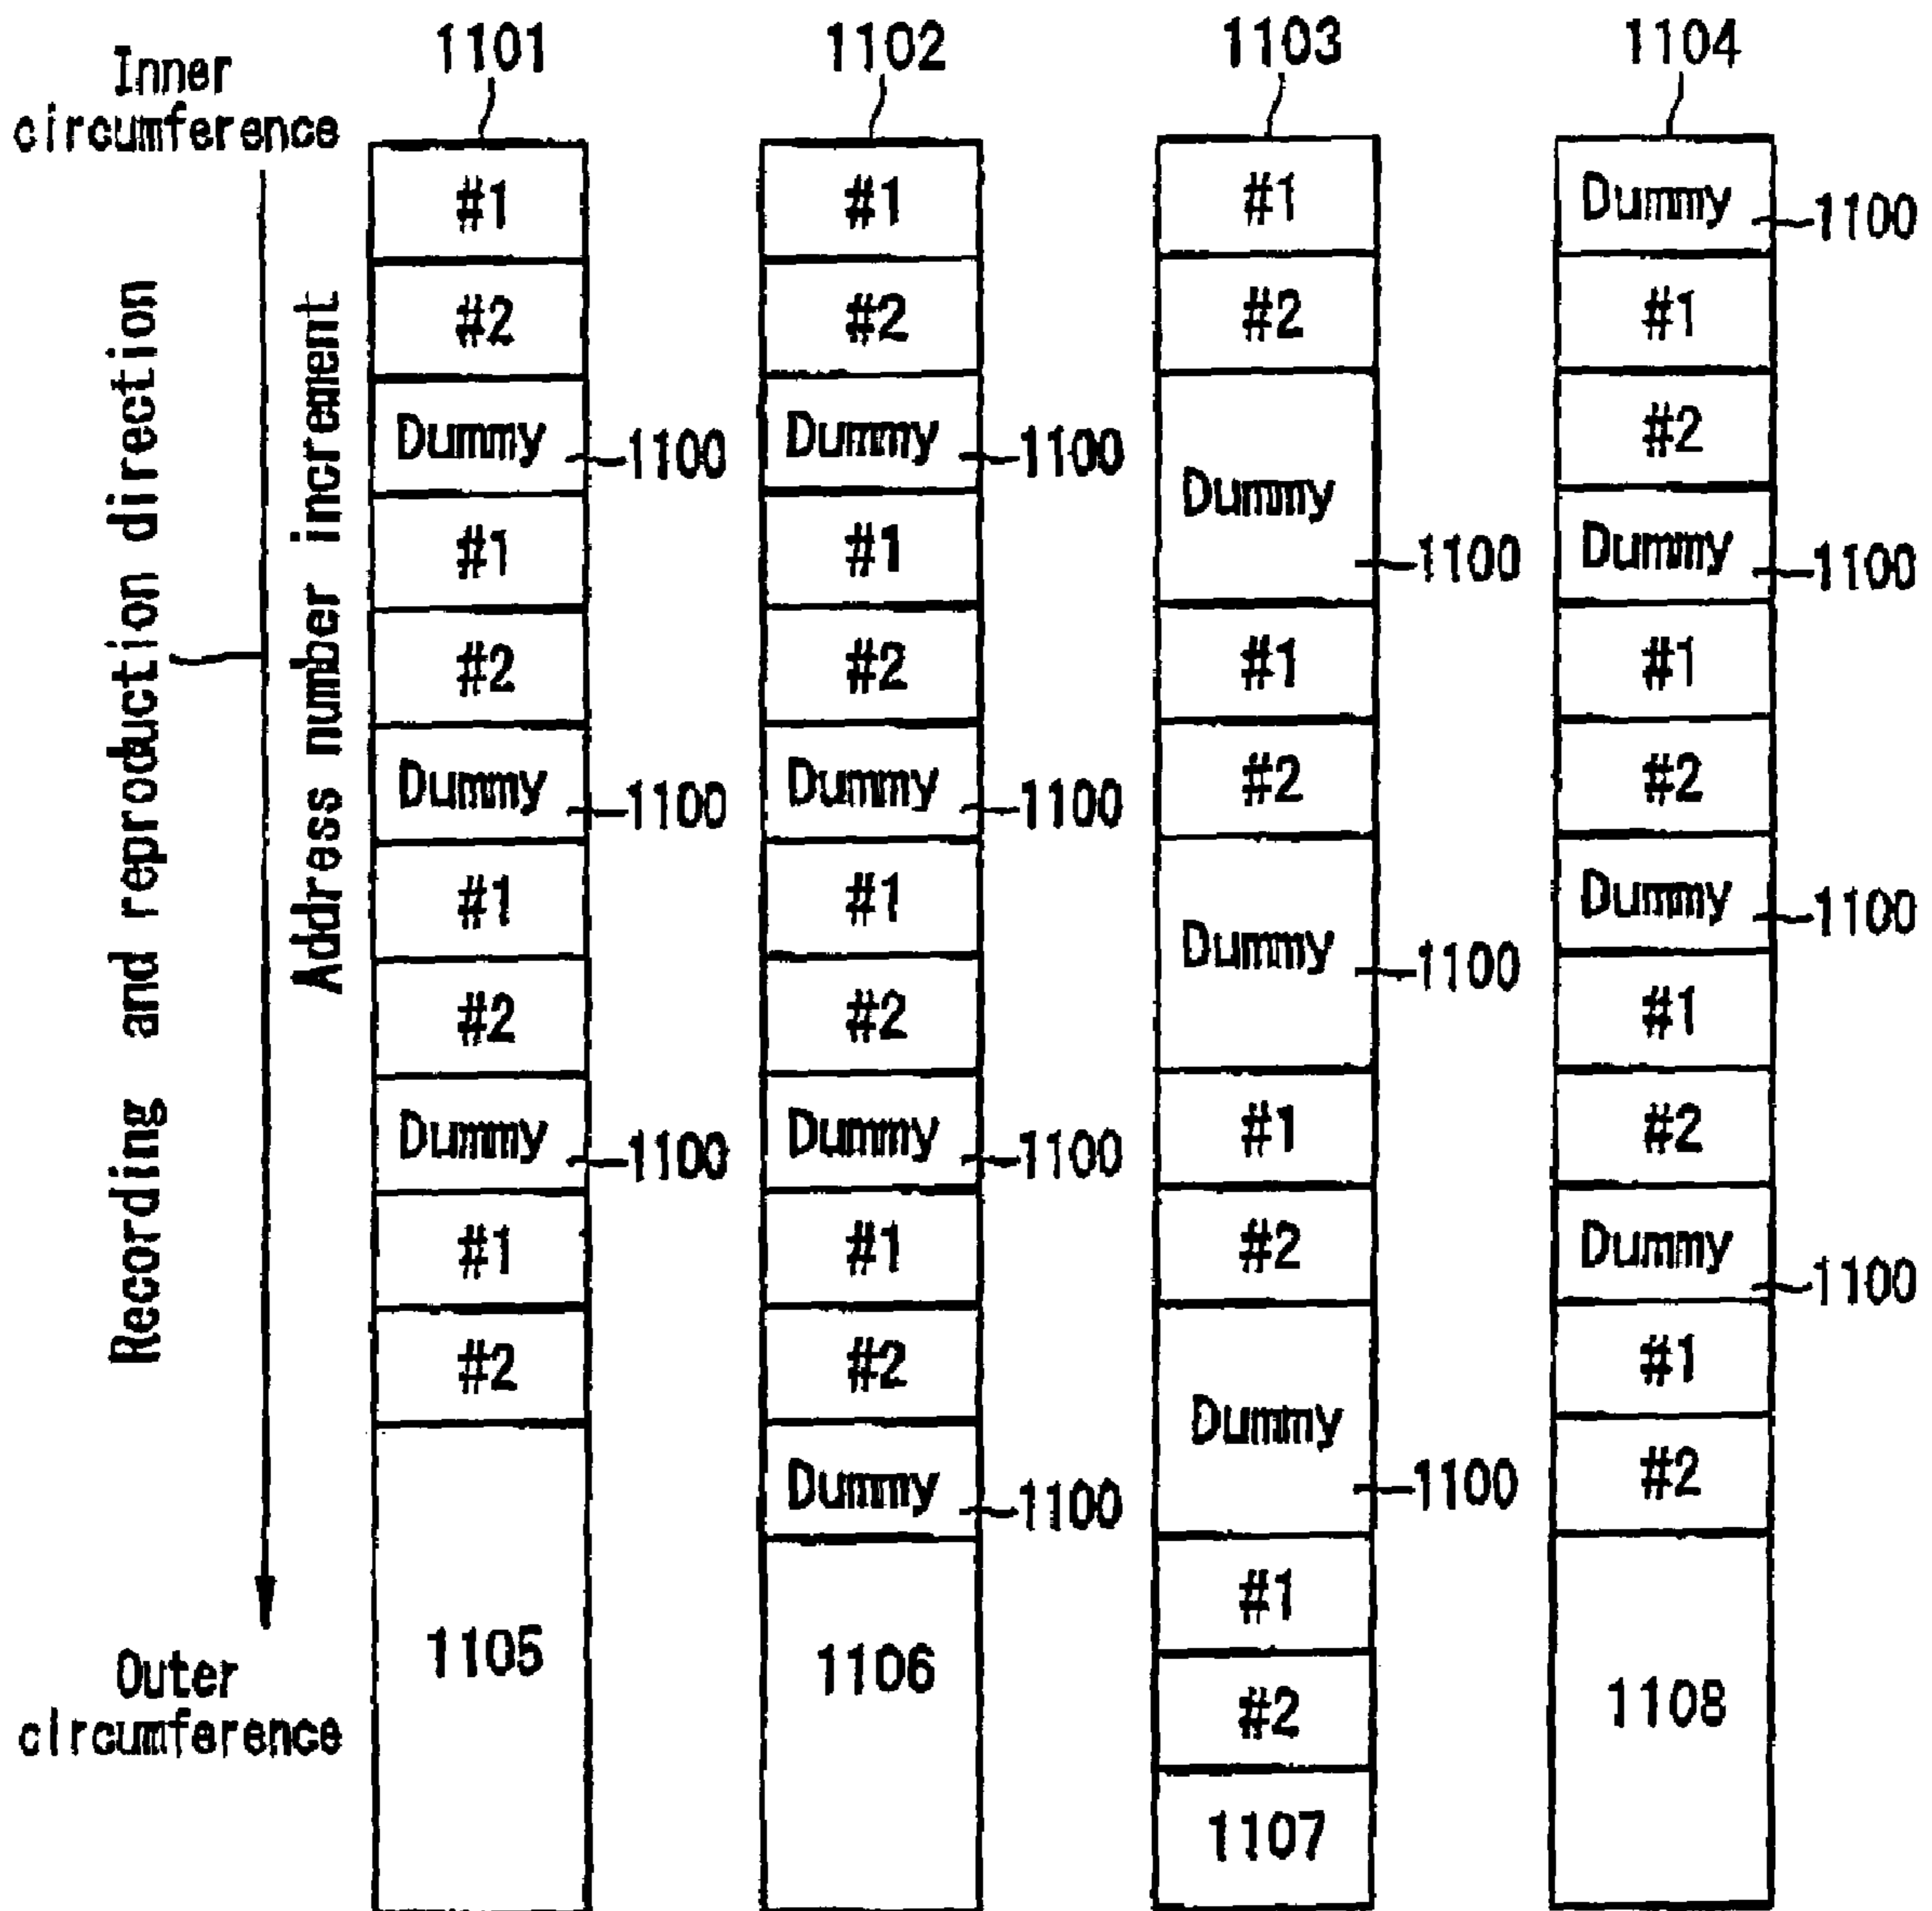 Inner
circumference
Recording and reproduction direction
Address number increment
Outer
circumference
1101
#1
#2
Dummy
1100
#1
#2
Dummy
1100
#1
#2
Dummy
1100
#1
#2
1105
1102
#1
#2
Dummy
1100
#1
#2
Dummy
1100
#1
#2
Dummy
1100
#1
#2
Dummy
1100
1106
1103
#1
#2
Dummy
1100
#1
#2
Dummy
1100
#1
#2
Dummy
1100
#1
#2
1107
1104
Dummy
1100
#1
#2
Dummy
1100
#1
#2
Dummy
1100
#1
#2
Dummy
1100
#1
#2
1108